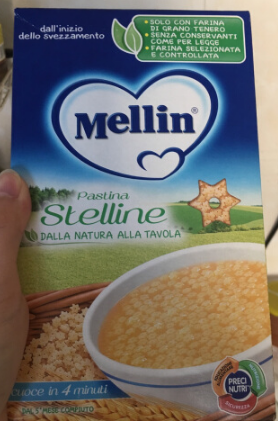 dall'inizio
dello svezzamento
• SOLO CON FARINA
DI GRANO TENERO
• SENZA CONSERVANTI
COME PER LEGGE
• FARINA SELEZIONATA
E CONTROLLATA
Mellin®
Pastina
Stelline
DALLA NATURA ALLA TAVOLA
cuoce in 4 minuti
PRECI
NUTRI
SICUREZZA